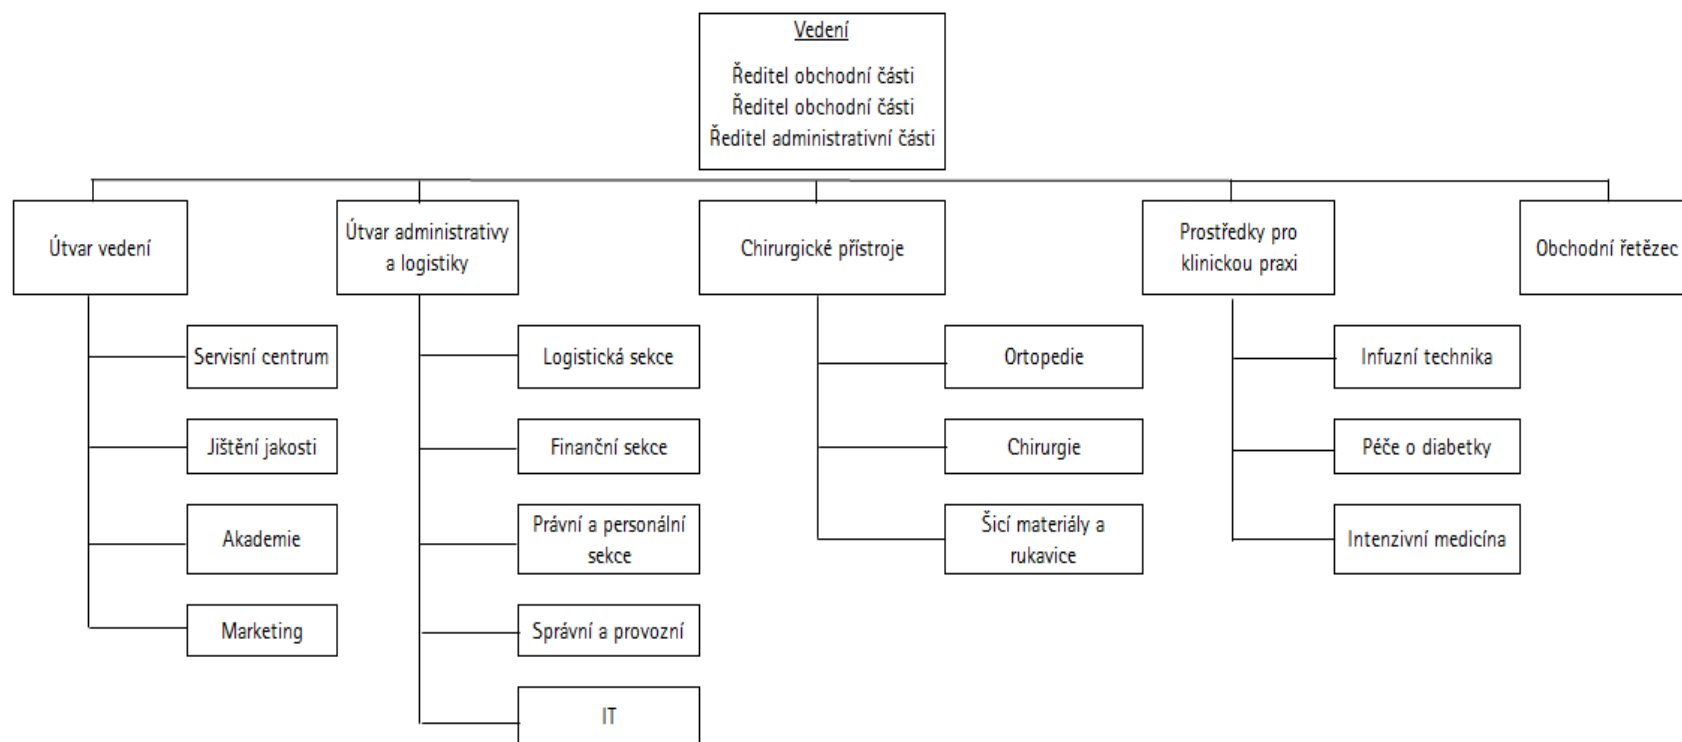 Vedení
Ředitel obchodní části
Ředitel obchodní části
Ředitel administrativní části
Útvar vedení
Útvar administrativy
a logistiky
Chirurgické přístroje
Prostředky pro
klinickou praxi
Obchodní řetězec
Servisní centrum
Jištění jakosti
Akademie
Marketing
Logistická sekce
Finanční sekce
Právní a personální
sekce
Správní a provozní
IT
Ortopedie
Chirurgie
Šicí materiály a
rukavice
Infuzní technika
Péče o diabetky
Intenzivní medicína